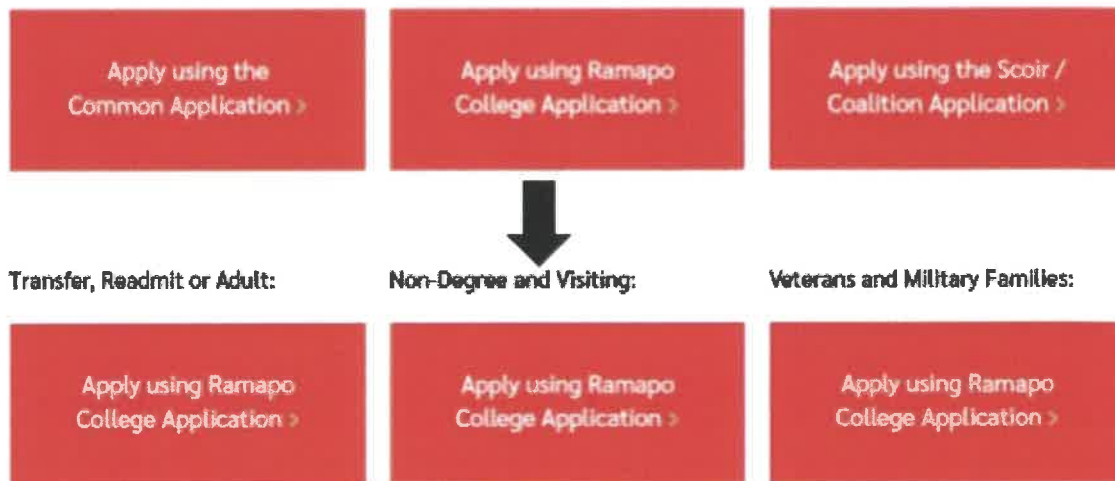 Apply using the
Common Application >
Apply using Ramapo
College Application >
Apply using the Scoir /
Coalition Application >
Transfer, Readmit or Adult:
Non-Degree and Visiting:
Veterans and Military Families:
Apply using Ramapo
College Application >
Apply using Ramapo
College Application >
Apply using Ramapo
College Application >